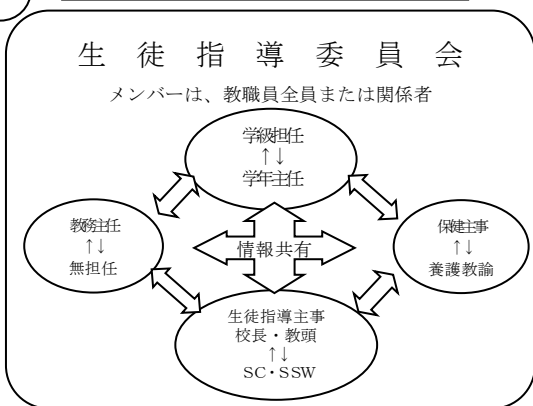 生徒指導委員会
メンバーは、教職員全員または関係者
学級担任
↑↓
学年主任
教務主任
↑↓
無担任
情報共有
保健主事
↑↓
養護教諭
生徒指導主事
校長・教頭
↑↓
SC・SSW